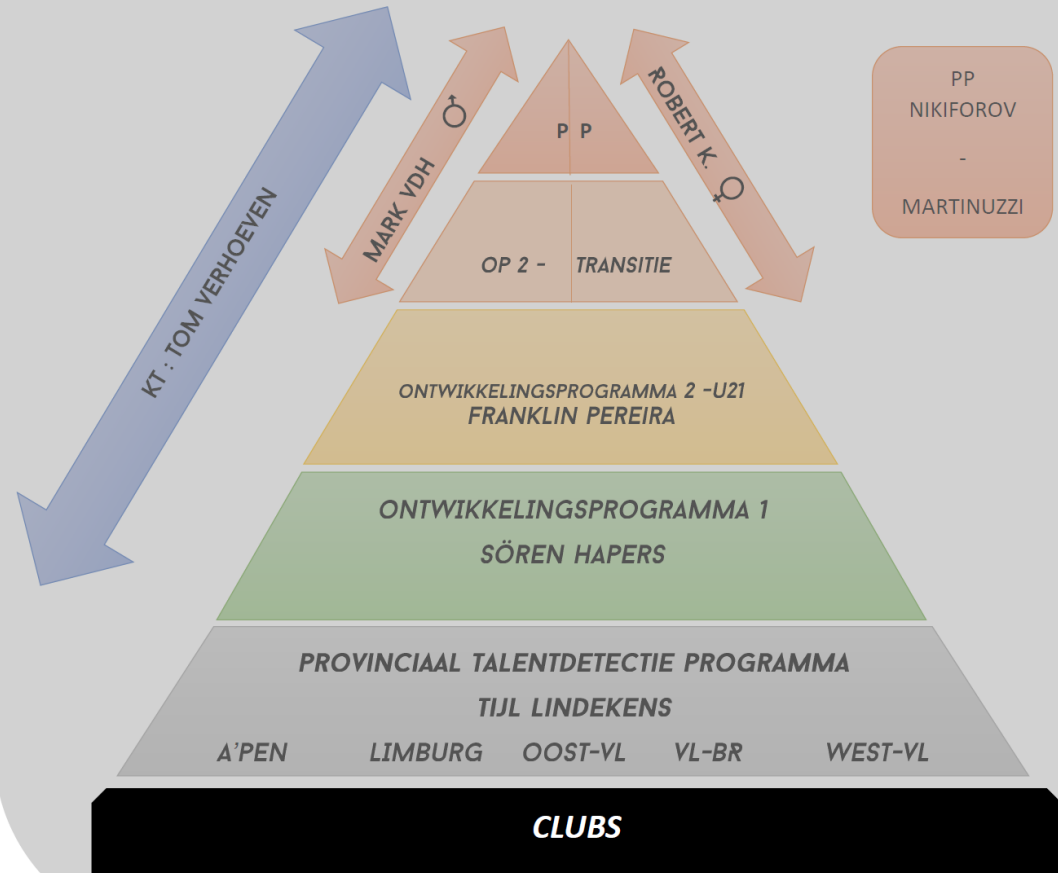 KT : TOM VERHOEVEN
MARK VDH ♂
ROBERT K. ♀
PP
NIKIFOROV
-
MARTINUZZI
P P
OP 2 - TRANSITIE
ONTWIKKELINGSPROGRAMMA 2 -U21
FRANKLIN PEREIRA
ONTWIKKELINGSPROGRAMMA 1
SÖREN HAPERS
PROVINCIAAL TALENTDETECTIE PROGRAMMA
TIJL LINDEKENS
A'PEN LIMBURG OOST-VL VL-BR WEST-VL
CLUBS